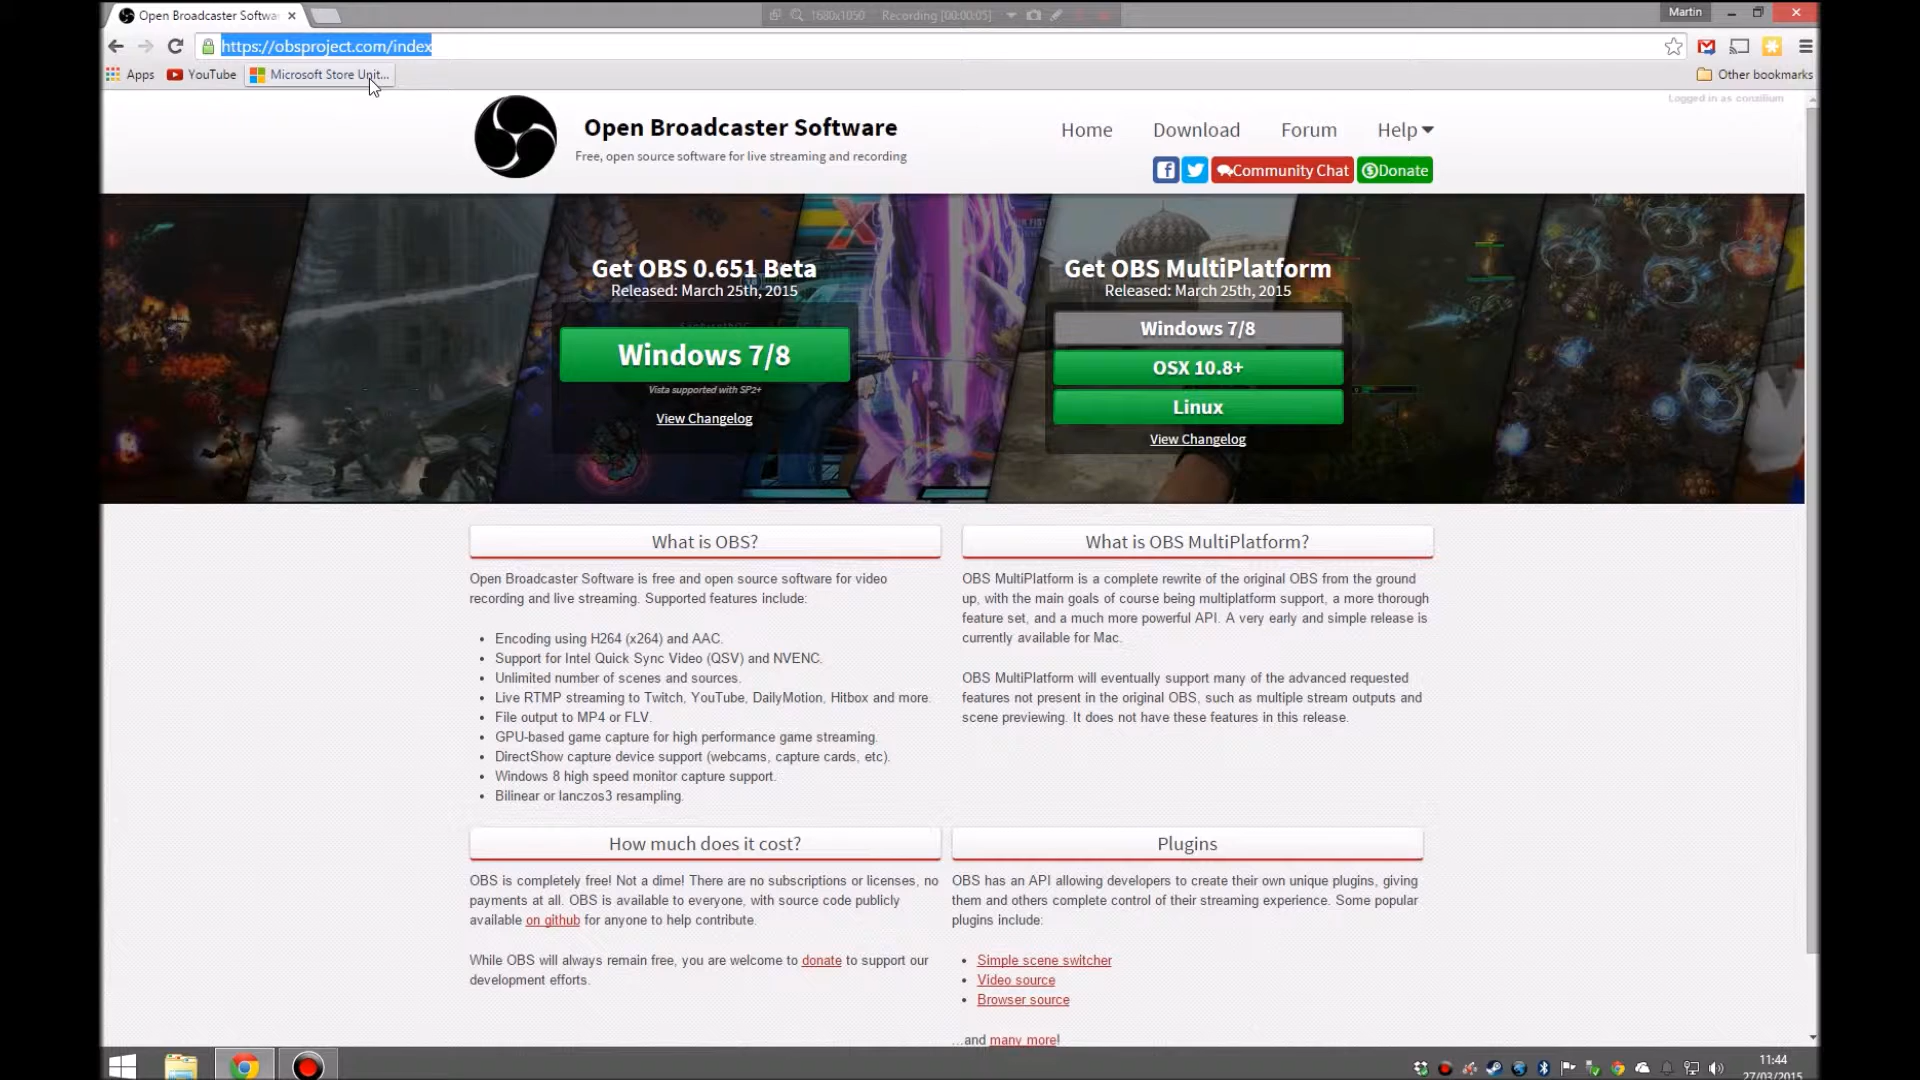 Open Broadcaster Softwa
1680x1050 Recording [00:00:05]
Martin
https://obsproject.com/index
Apps YouTube Microsoft Store Unit... Other bookmarks
Logged in as conzilium
Open Broadcaster Software
Free, open source software for live streaming and recording
Home Download Forum Help
Community Chat Donate
Get OBS 0.651 Beta
Released: March 25th, 2015
Windows 7/8
Vista supported with SP2+
View Changelog
Get OBS MultiPlatform
Released: March 25th, 2015
Windows 7/8
OSX 10.8+
Linux
View Changelog
What is OBS?
Open Broadcaster Software is free and open source software for video
recording and live streaming. Supported features include:
• Encoding using H264 (x264) and AAC.
• Support for Intel Quick Sync Video (QSV) and NVENC.
• Unlimited number of scenes and sources.
• Live RTMP streaming to Twitch, YouTube, DailyMotion, Hitbox and more.
• File output to MP4 or FLV.
• GPU-based game capture for high performance game streaming.
• DirectShow capture device support (webcams, capture cards, etc).
• Windows 8 high speed monitor capture support.
• Bilinear or lanczos3 resampling.
What is OBS MultiPlatform?
OBS MultiPlatform is a complete rewrite of the original OBS from the ground
up, with the main goals of course being multiplatform support, a more thorough
feature set, and a much more powerful API. A very early and simple release is
currently available for Mac.
OBS MultiPlatform will eventually support many of the advanced requested
features not present in the original OBS, such as multiple stream outputs and
scene previewing. It does not have these features in this release.
How much does it cost?
OBS is completely free! Not a dime! There are no subscriptions or licenses, no
payments at all. OBS is available to everyone, with source code publicly
available on github for anyone to help contribute.
While OBS will always remain free, you are welcome to donate to support our
development efforts.
Plugins
OBS has an API allowing developers to create their own unique plugins, giving
them and others complete control of their streaming experience. Some popular
plugins include:
• Simple scene switcher
• Video source
• Browser source
...and many more!
11:44
27/03/2015